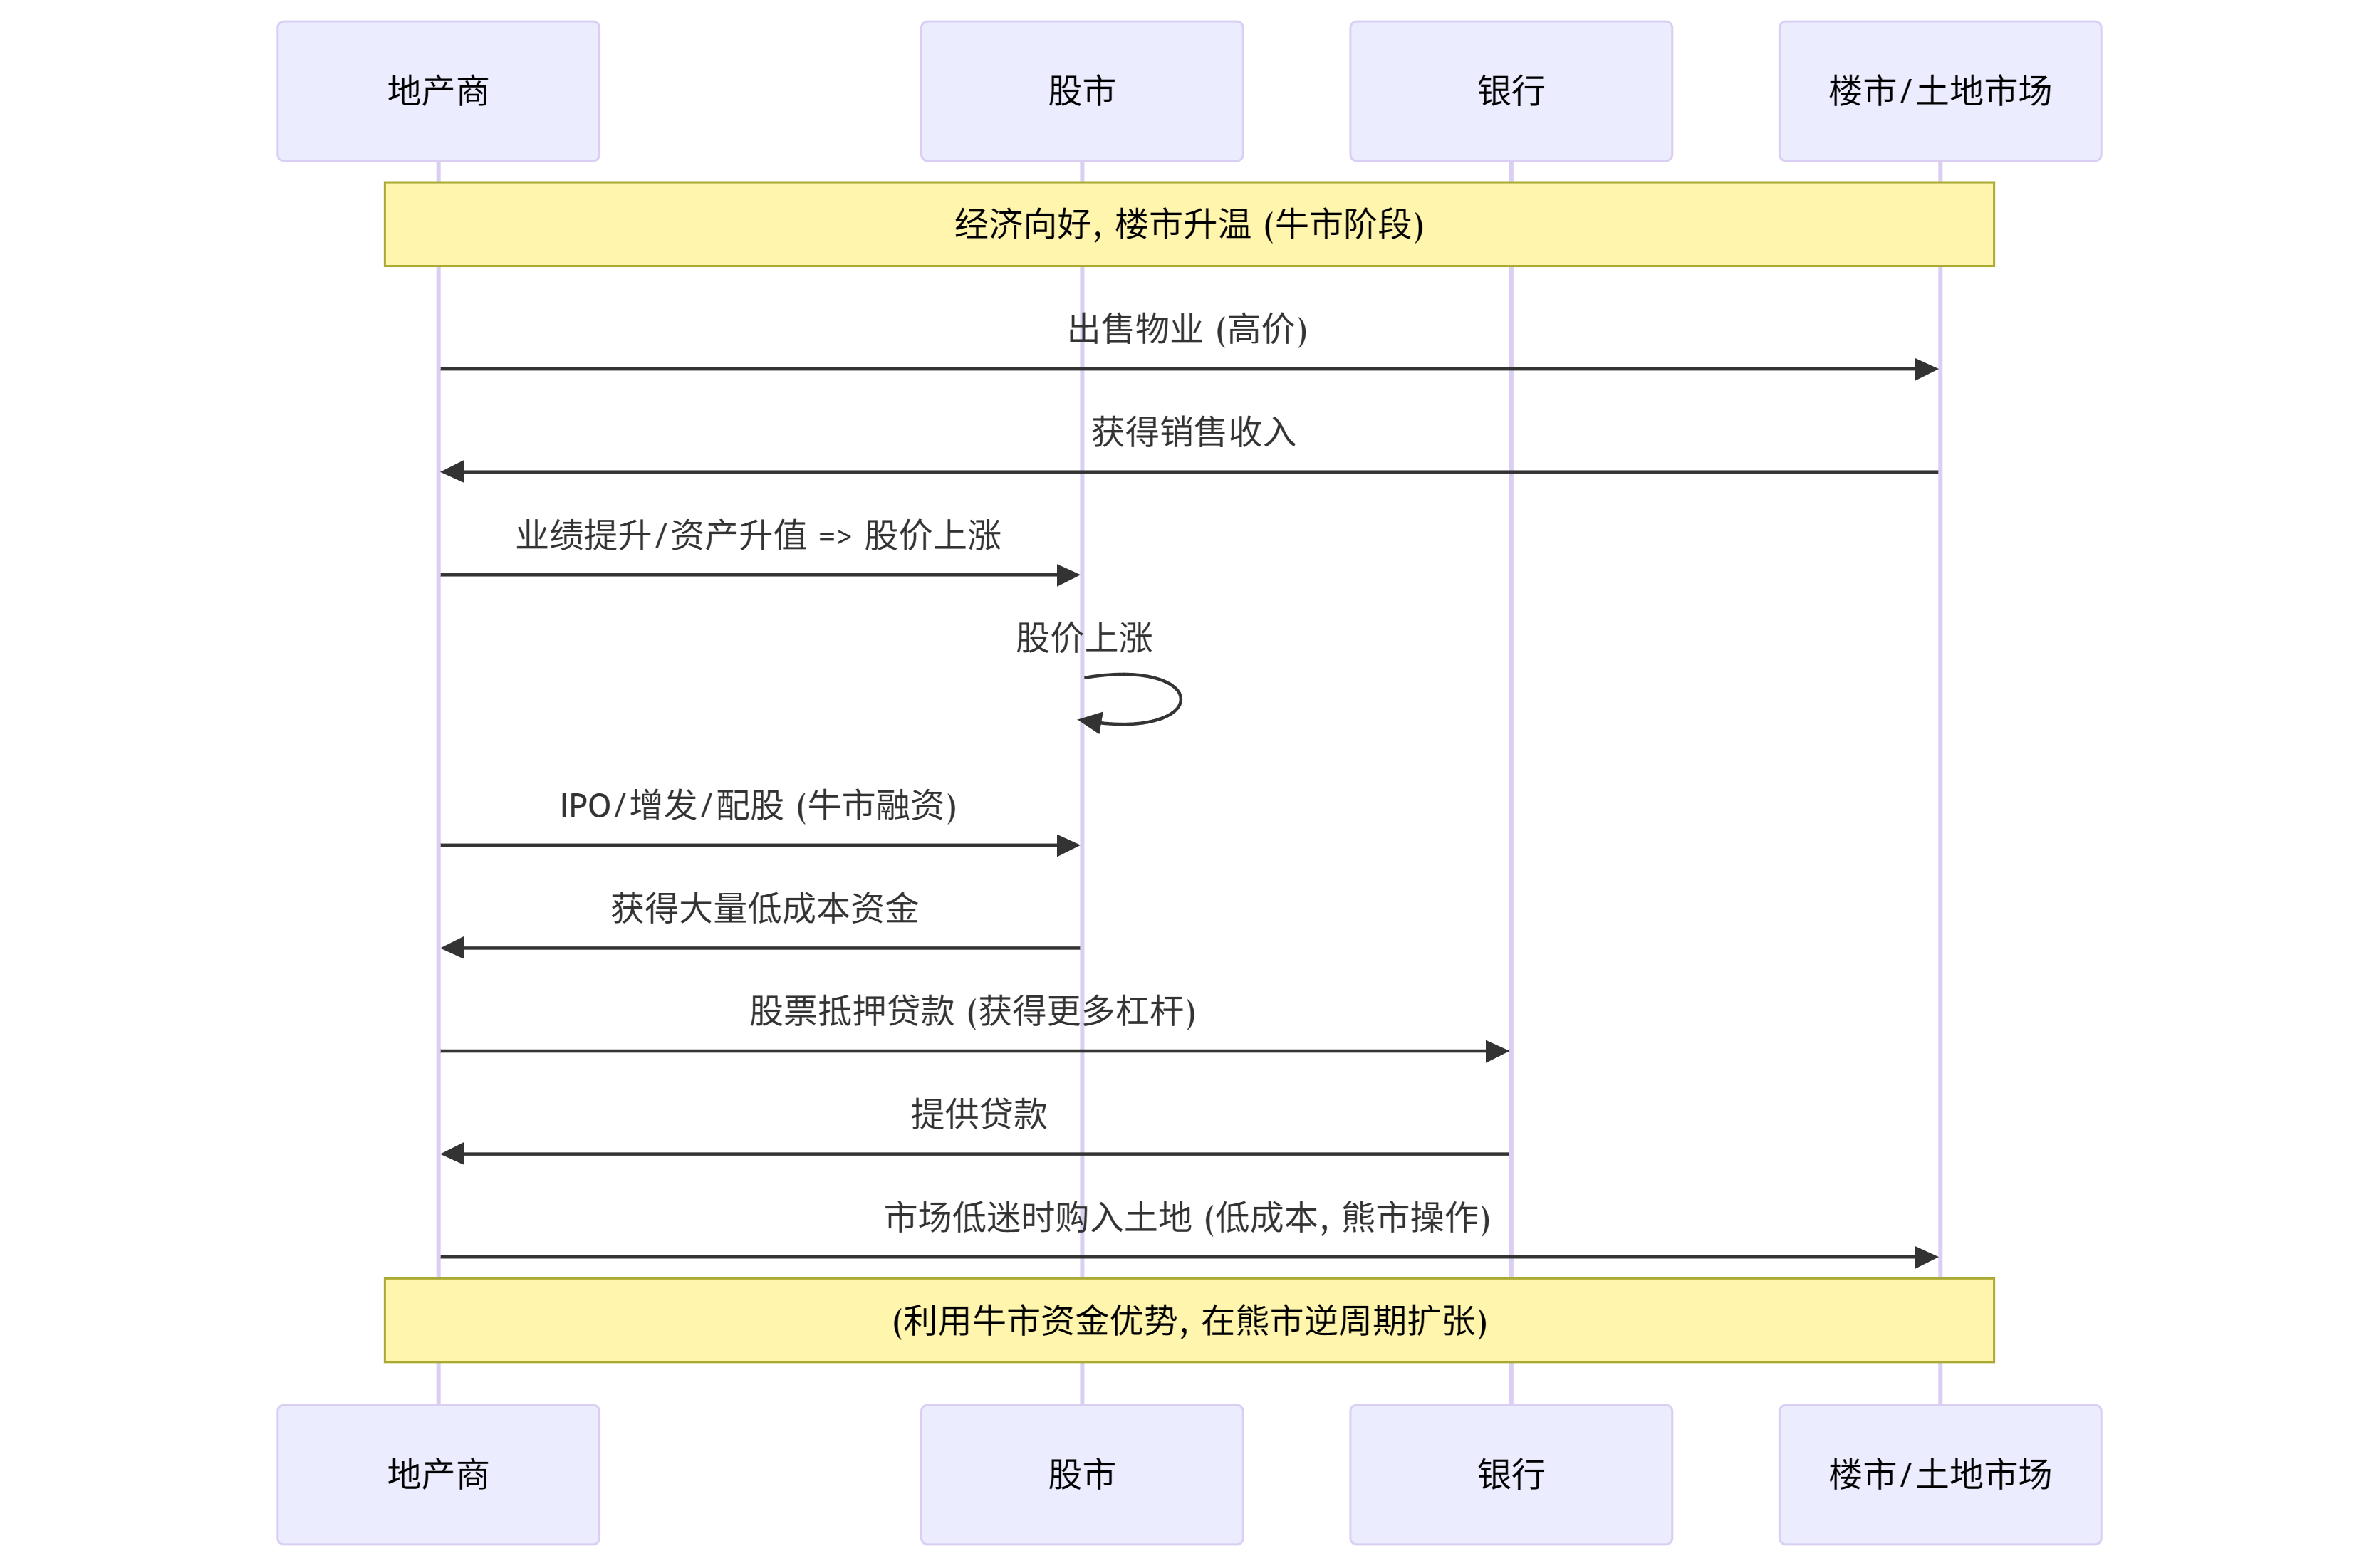 地产商
股市
银行
楼市/土地市场
经济向好, 楼市升温 (牛市阶段)
出售物业 (高价)
获得销售收入
业绩提升/资产升值 => 股价上涨
股价上涨
IPO/增发/配股 (牛市融资)
获得大量低成本资金
股票抵押贷款 (获得更多杠杆)
提供贷款
市场低迷时购入土地 (低成本, 熊市操作)
(利用牛市资金优势, 在熊市逆周期扩张)
地产商
股市
银行
楼市/土地市场